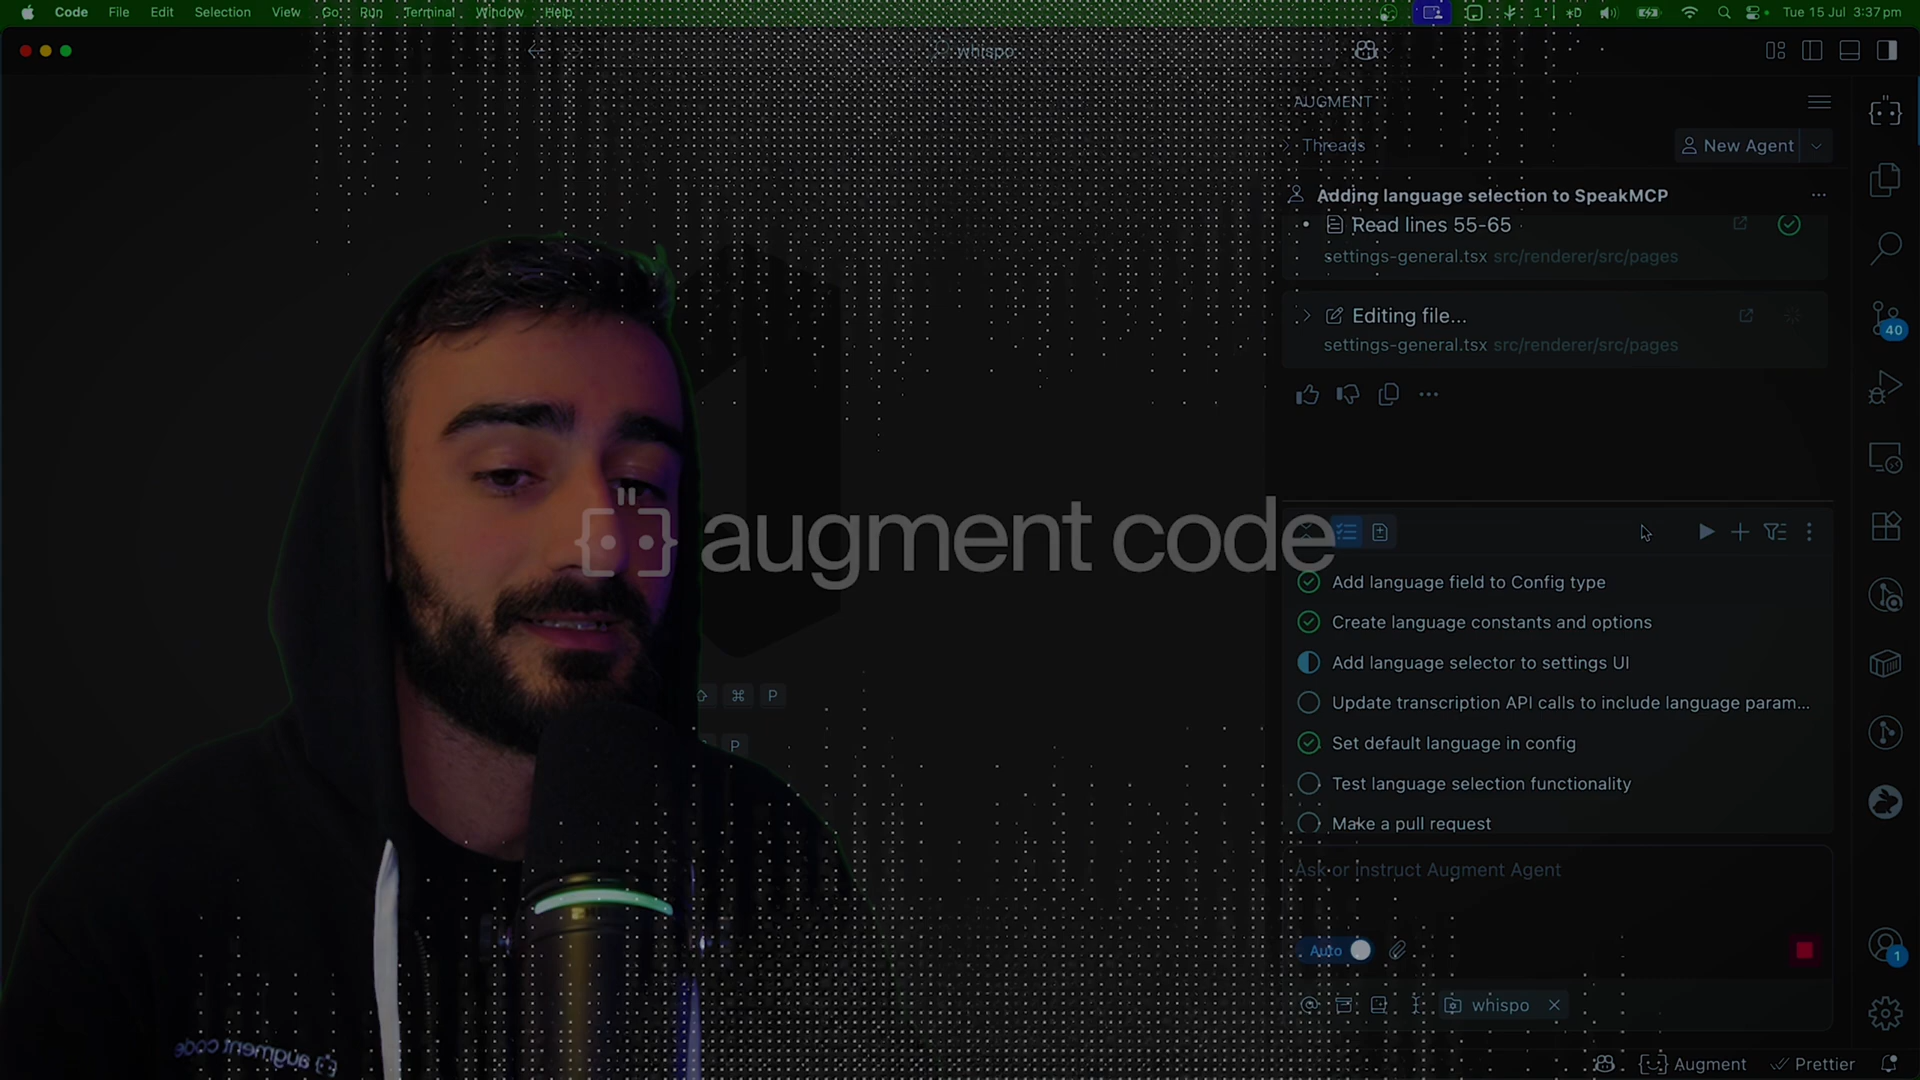 Code File Edit Selection View Go Run Terminal Window Help
Tue 15 Jul 3:37 pm
whispo
AUGMENT
Threads
New Agent
Adding language selection to SpeakMCP
Read lines 55-65
settings-general.tsx src/renderer/src/pages
Editing file...
settings-general.tsx src/renderer/src/pages
40
augment code
Add language field to Config type
Create language constants and options
Add language selector to settings UI
Update transcription API calls to include language param...
Set default language in config
Test language selection functionality
Make a pull request
⌘ P
P
Ask or instruct Augment Agent
Auto
1
whispo
augment code
Augment
Prettier